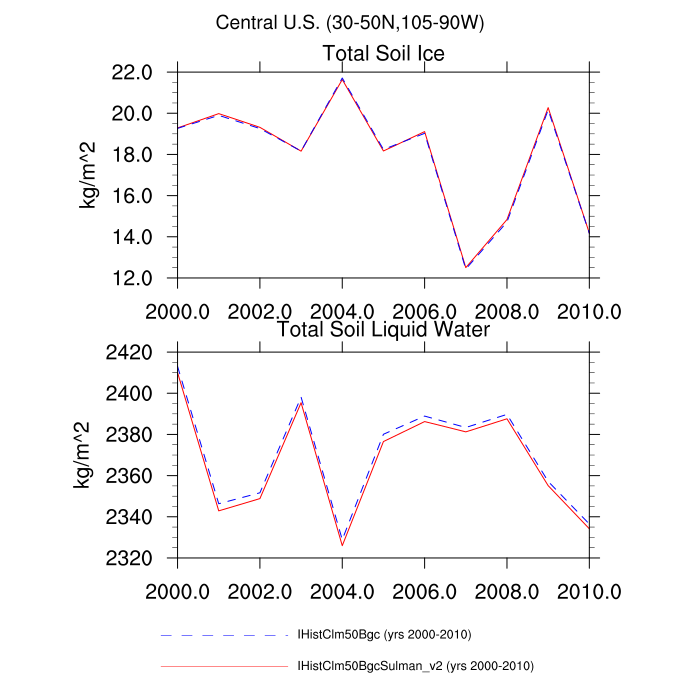 Central U.S. (30-50N,105-90W)
Total Soil Ice
22.0
20.0
18.0
16.0
14.0
12.0
kg/m^2
2000.0 2002.0 2004.0 2006.0 2008.0 2010.0
Total Soil Liquid Water
2420
2400
2380
2360
2340
2320
kg/m^2
2000.0 2002.0 2004.0 2006.0 2008.0 2010.0
IHistClm50Bgc (yrs 2000-2010)
IHistClm50BgcSulman_v2 (yrs 2000-2010)